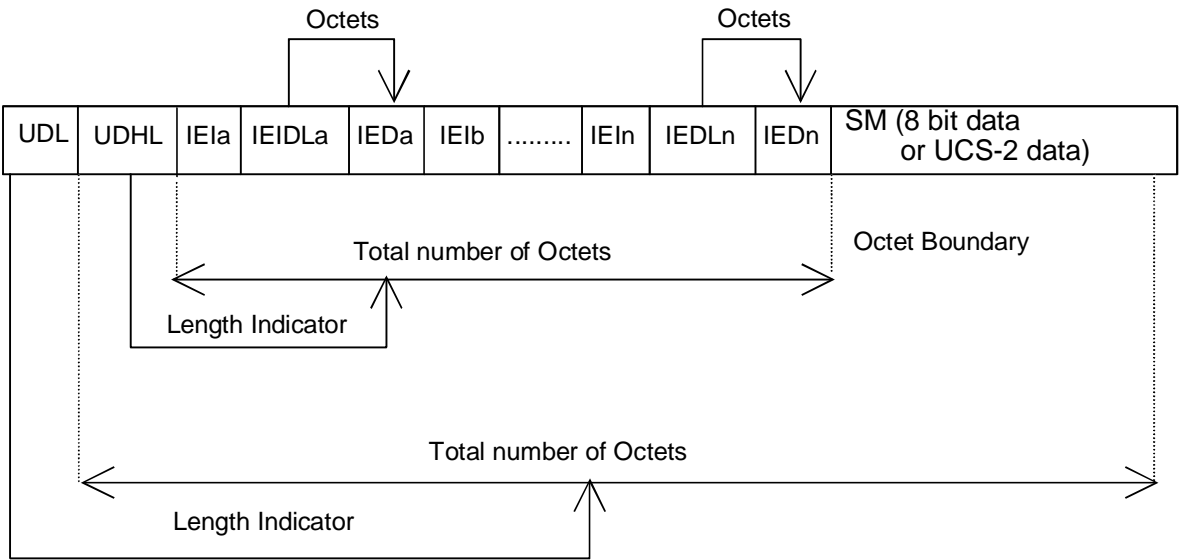 Octets Octets
UDL UDHL IEIa IEIDLa IEDa IEIb ......... IEIn IEDLn IEDn SM (8 bit data
or UCS-2 data)
Octet Boundary
Total number of Octets
Length Indicator
Total number of Octets
Length Indicator